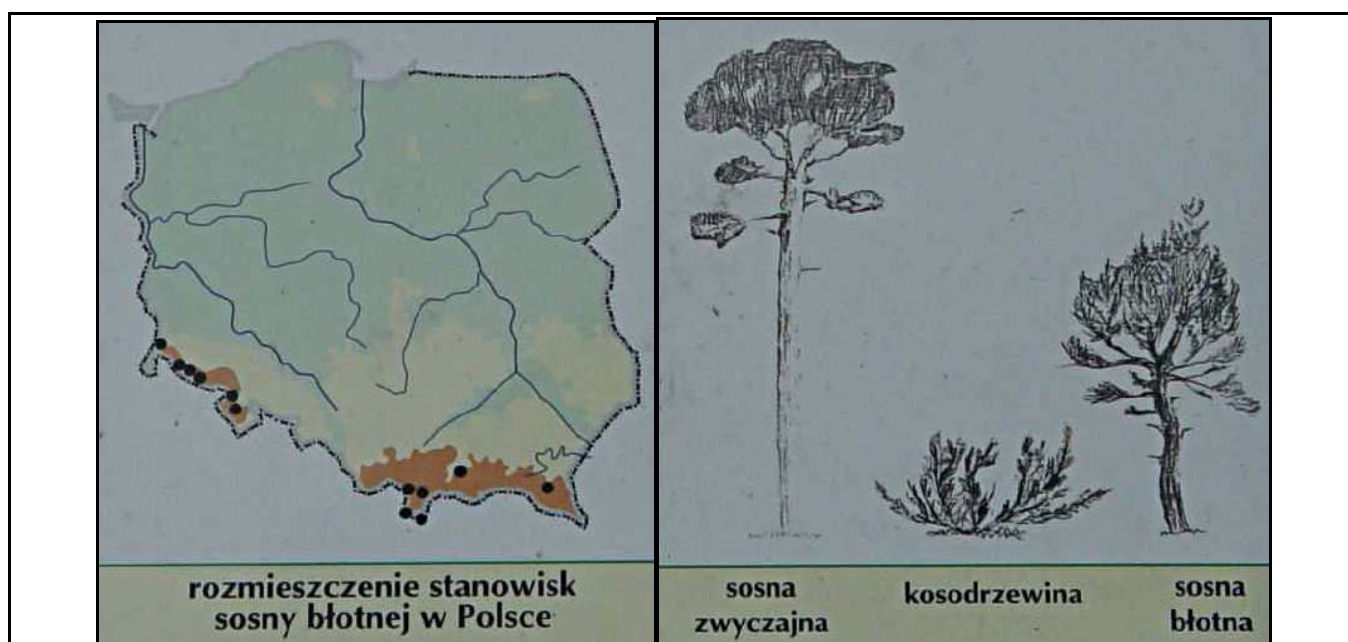 rozmieszczenie stanowisk
sosny błotnej w Polsce
sosna
zwyczajna
kosodrzewina
sosna
błotna